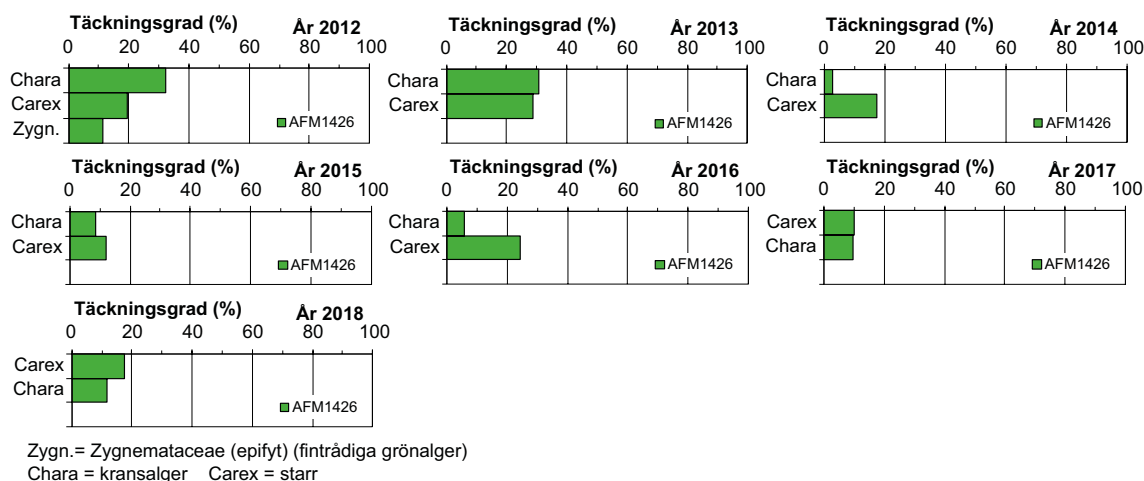 Täckningsgrad (%) År 2012
0 20 40 60 80 100
Chara
Carex
Zygn.
AFM1426
Täckningsgrad (%) År 2013
0 20 40 60 80 100
Chara
Carex
AFM1426
Täckningsgrad (%) År 2014
0 20 40 60 80 100
Chara
Carex
AFM1426
Täckningsgrad (%) År 2015
0 20 40 60 80 100
Chara
Carex
AFM1426
Täckningsgrad (%) År 2016
0 20 40 60 80 100
Chara
Carex
AFM1426
Täckningsgrad (%) År 2017
0 20 40 60 80 100
Carex
Chara
AFM1426
Täckningsgrad (%) År 2018
0 20 40 60 80 100
Carex
Chara
AFM1426
Zygn.= Zygnemataceae (epifyt) (fintrådiga grönalger)
Chara = kransalger Carex = starr